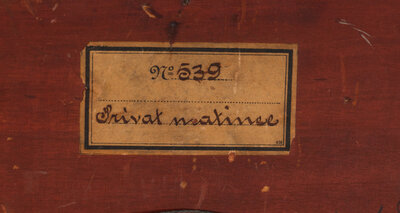 No 539
Privat matinee